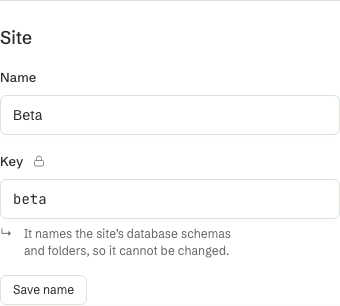 Site
Name
Beta
Key
beta
It names the site's database schemas
and folders, so it cannot be changed.
Save name